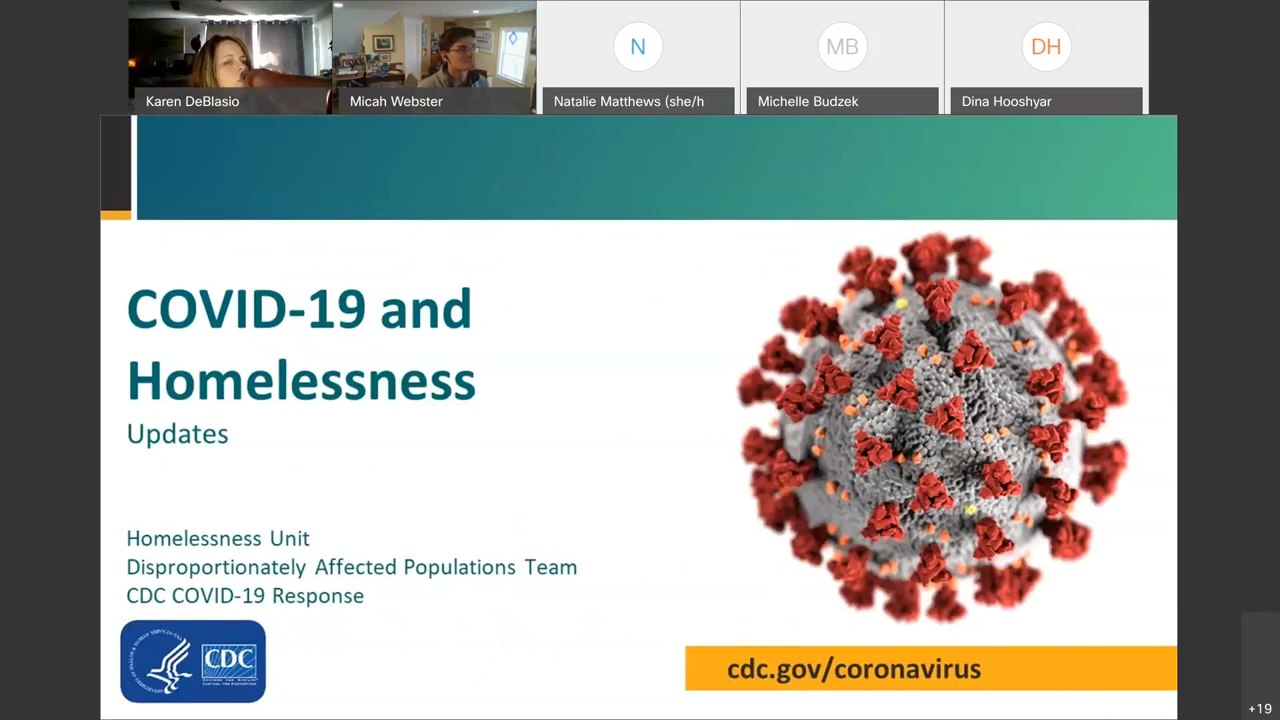 N
MB
DH
Karen DeBlasio
Micah Webster
Natalie Matthews (she/h
Michelle Budzek
Dina Hooshyar
COVID-19 and
Homelessness
Updates
Homelessness Unit
Disproportionately Affected Populations Team
CDC COVID-19 Response
CDC
cdc.gov/coronavirus
+19